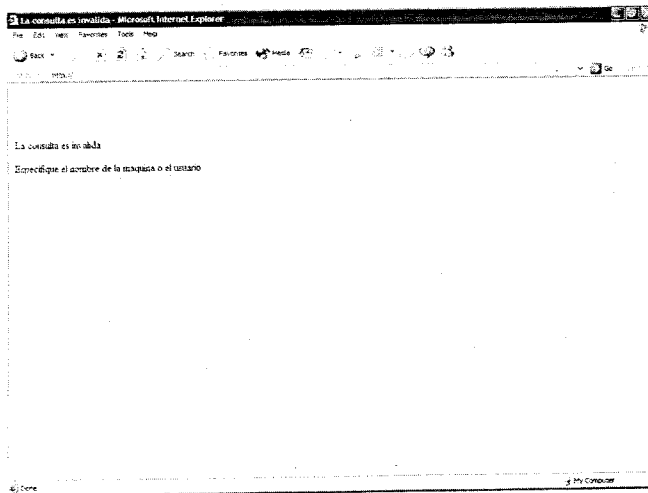 La consulta es invalida - Microsoft Internet Explorer
File Edit View Favorites Tools Help
Back Search Favorites Media
Go
La consulta es invalida
Especifique el nombre de la maquina o el usuario
Done My Computer